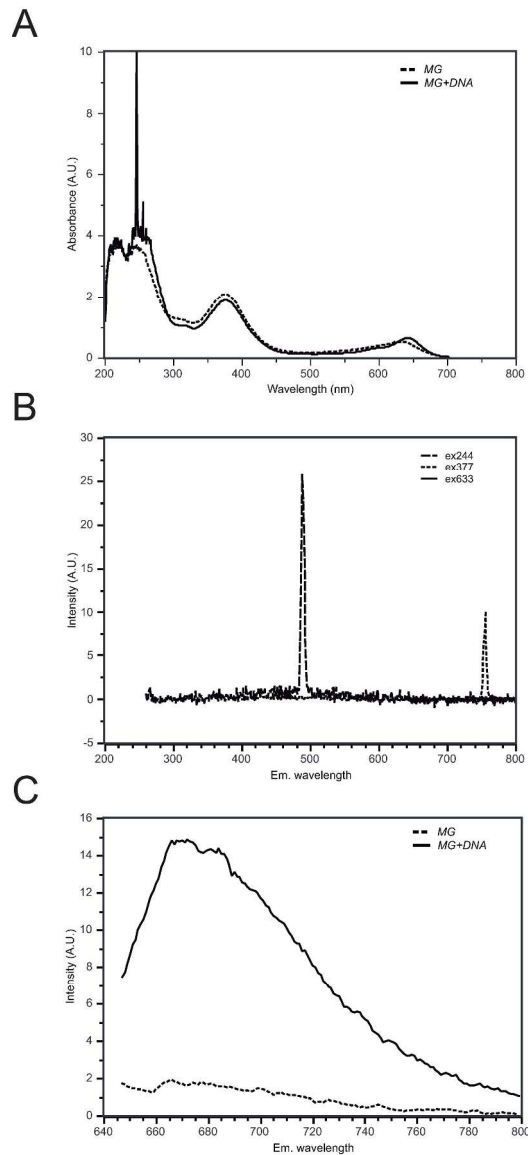 A
10
8
6
4
2
0
Absorbance (A.U.)
MG
MG+DNA
200 300 400 500 600 700 800
Wavelength (nm)
B
30
25
20
15
10
5
0
-5
Intensity (A.U.)
ex244
ex377
ex633
200 300 400 500 600 700 800
Em. wavelength
C
16
14
12
10
8
6
4
2
0
Intensity (A.U.)
MG
MG+DNA
640 660 680 700 720 740 760 780 800
Em. wavelength